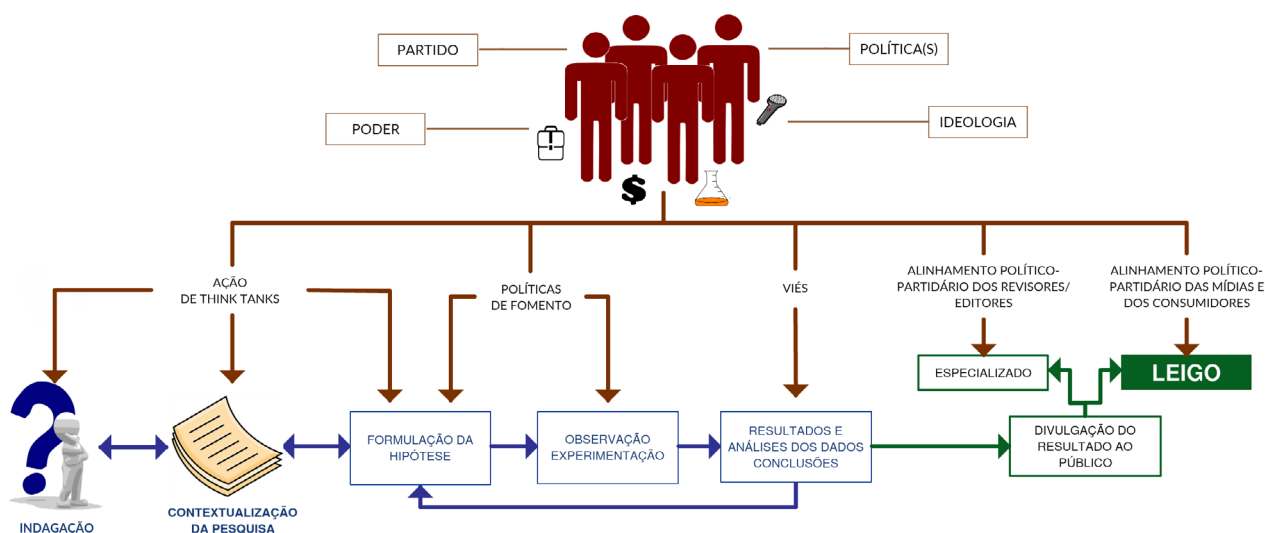 PARTIDO
POLÍTICA(S)
PODER
IDEOLOGIA
$
AÇÃO
DE THINK TANKS
POLÍTICAS
DE FOMENTO
VIÉS
ALINHAMENTO POLÍTICO-
PARTIDÁRIO DOS REVISORES/
EDITORES
ALINHAMENTO POLÍTICO-
PARTIDÁRIO DAS MÍDIAS E
DOS CONSUMIDORES
ESPECIALIZADO
LEIGO
?
FORMULAÇÃO DA
HIPÓTESE
OBSERVAÇÃO
EXPERIMENTAÇÃO
RESULTADOS E
ANÁLISES DOS DADOS
CONCLUSÕES
DIVULGAÇÃO DO
RESULTADO AO
PÚBLICO
INDAGACÃO
CONTEXTUALIZAÇÃO
DA PESQUISA